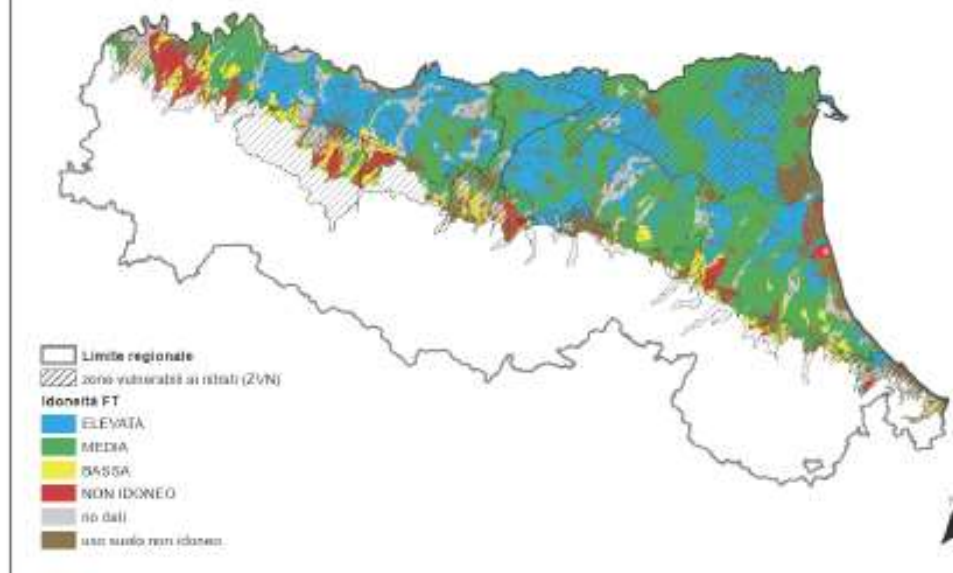 Limite regionale
zone vulnerabili ai nitrati (ZVN)
Idoneità FT
ELEVATA
MEDIA
BASSA
NON IDONEO
no dati
uso suolo non idoneo